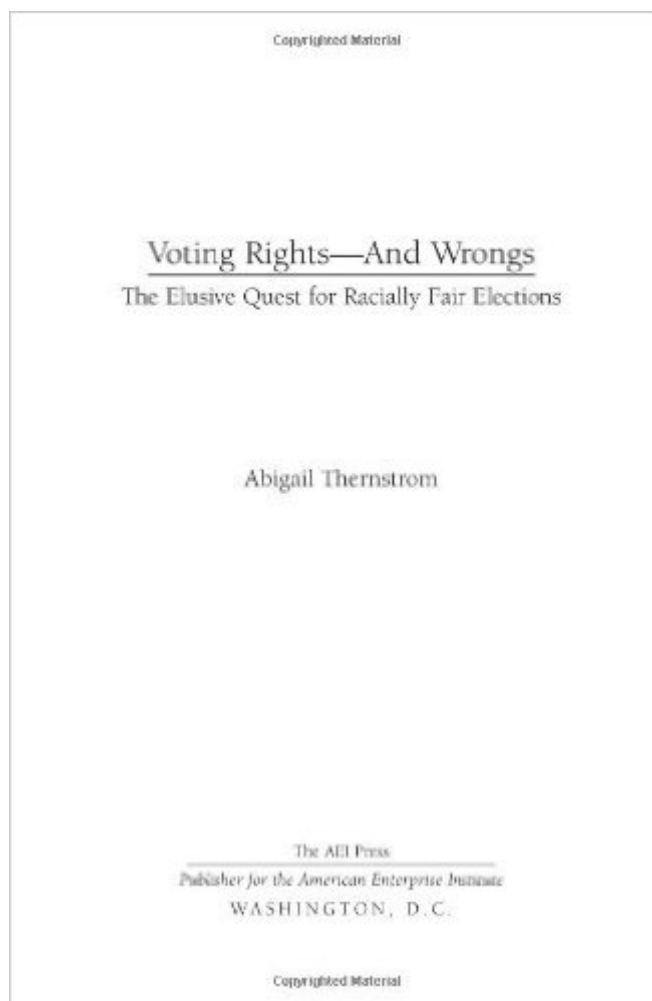 Copyrighted Material
Voting Rights—And Wrongs
The Elusive Quest for Racially Fair Elections
Abigail Thernstrom
The AEI Press
Publisher for the American Enterprise Institute
WASHINGTON, D.C.
Copyrighted Material